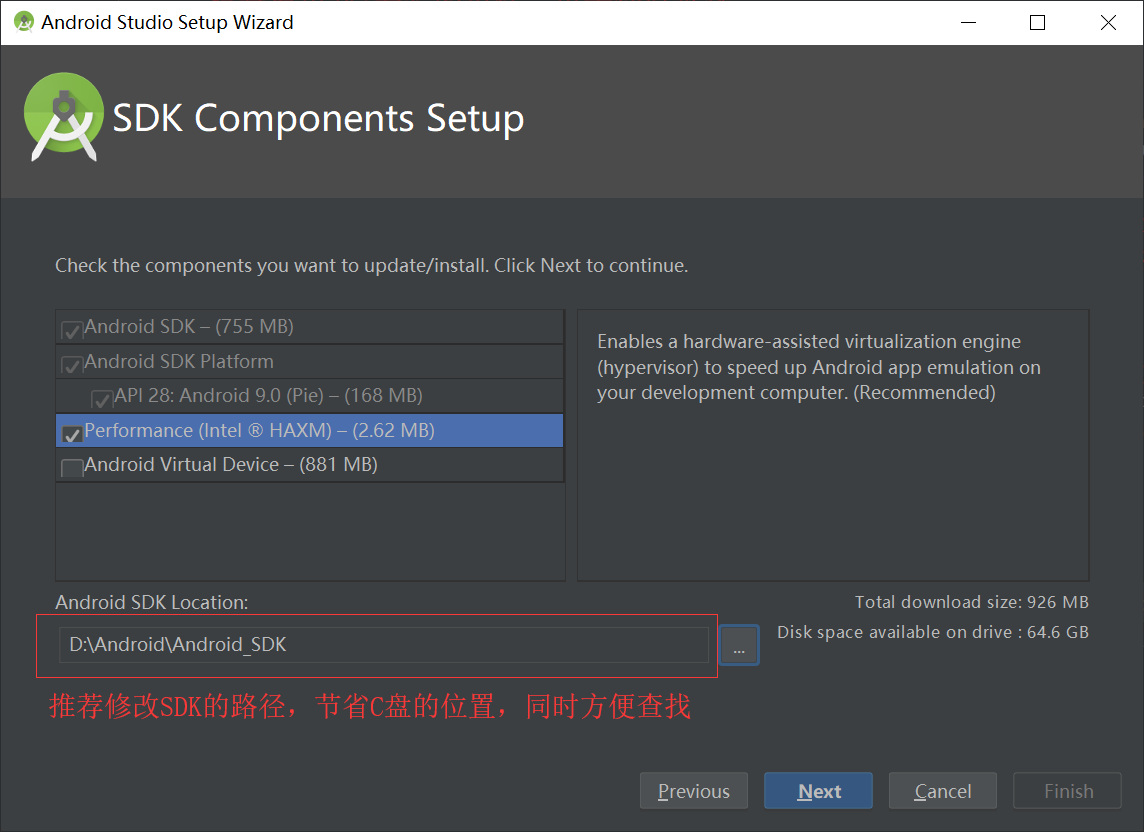 Android Studio Setup Wizard
SDK Components Setup
Check the components you want to update/install. Click Next to continue.
Android SDK – (755 MB)
Android SDK Platform
API 28: Android 9.0 (Pie) – (168 MB)
Performance (Intel ® HAXM) – (2.62 MB)
Android Virtual Device – (881 MB)
Enables a hardware-assisted virtualization engine
(hypervisor) to speed up Android app emulation on
your development computer. (Recommended)
Android SDK Location:
D:\Android\Android_SDK
...
Total download size: 926 MB
Disk space available on drive : 64.6 GB
推荐修改SDK的路径，节省C盘的位置，同时方便查找
Previous
Next
Cancel
Finish